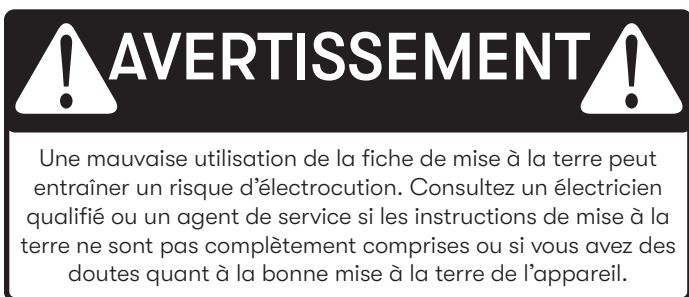 AVERTISSEMENT
Une mauvaise utilisation de la fiche de mise à la terre peut
entraîner un risque d'électrocution. Consultez un électricien
qualifié ou un agent de service si les instructions de mise à la
terre ne sont pas complètement comprises ou si vous avez des
doutes quant à la bonne mise à la terre de l'appareil.